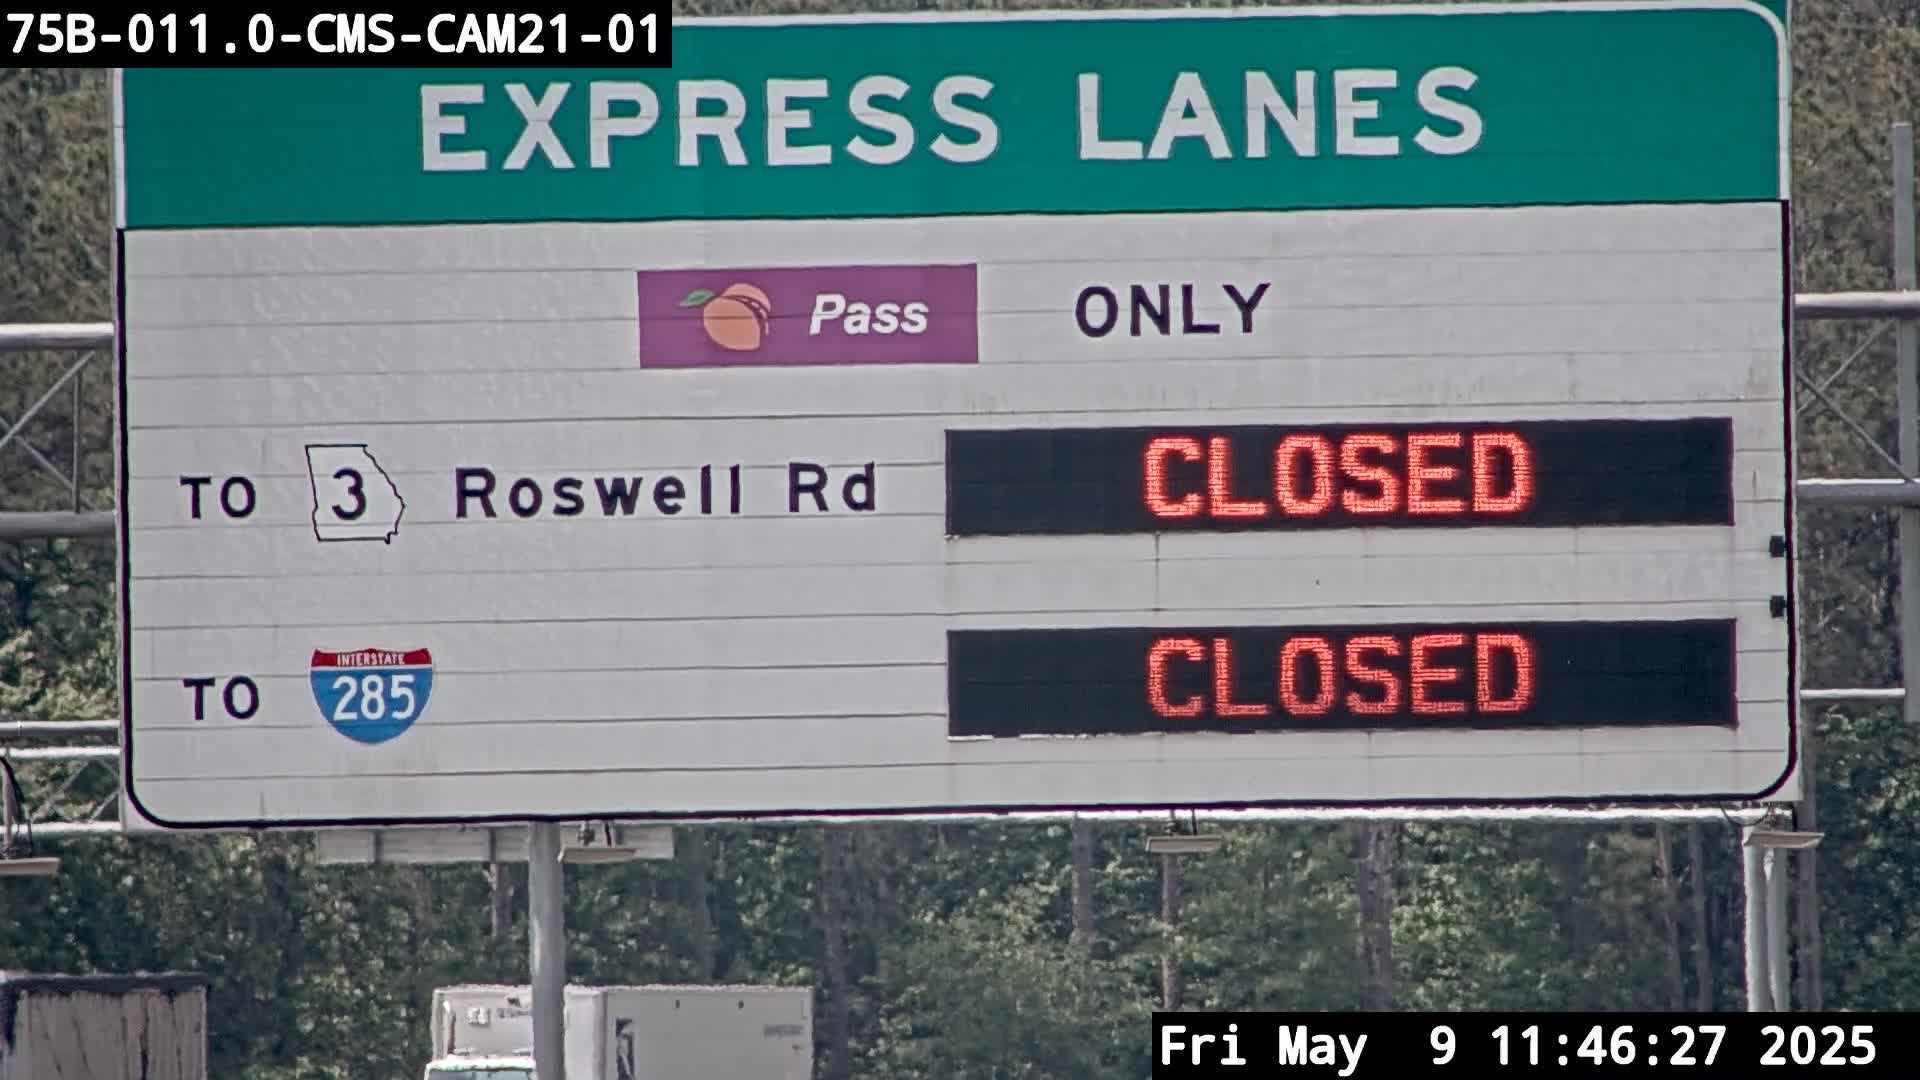 75B-011.0-CMS-CAM21-01
EXPRESS LANES
Pass ONLY
TO 3 Roswell Rd CLOSED
TO INTERSTATE 285 CLOSED
Fri May 9 11:46:27 2025